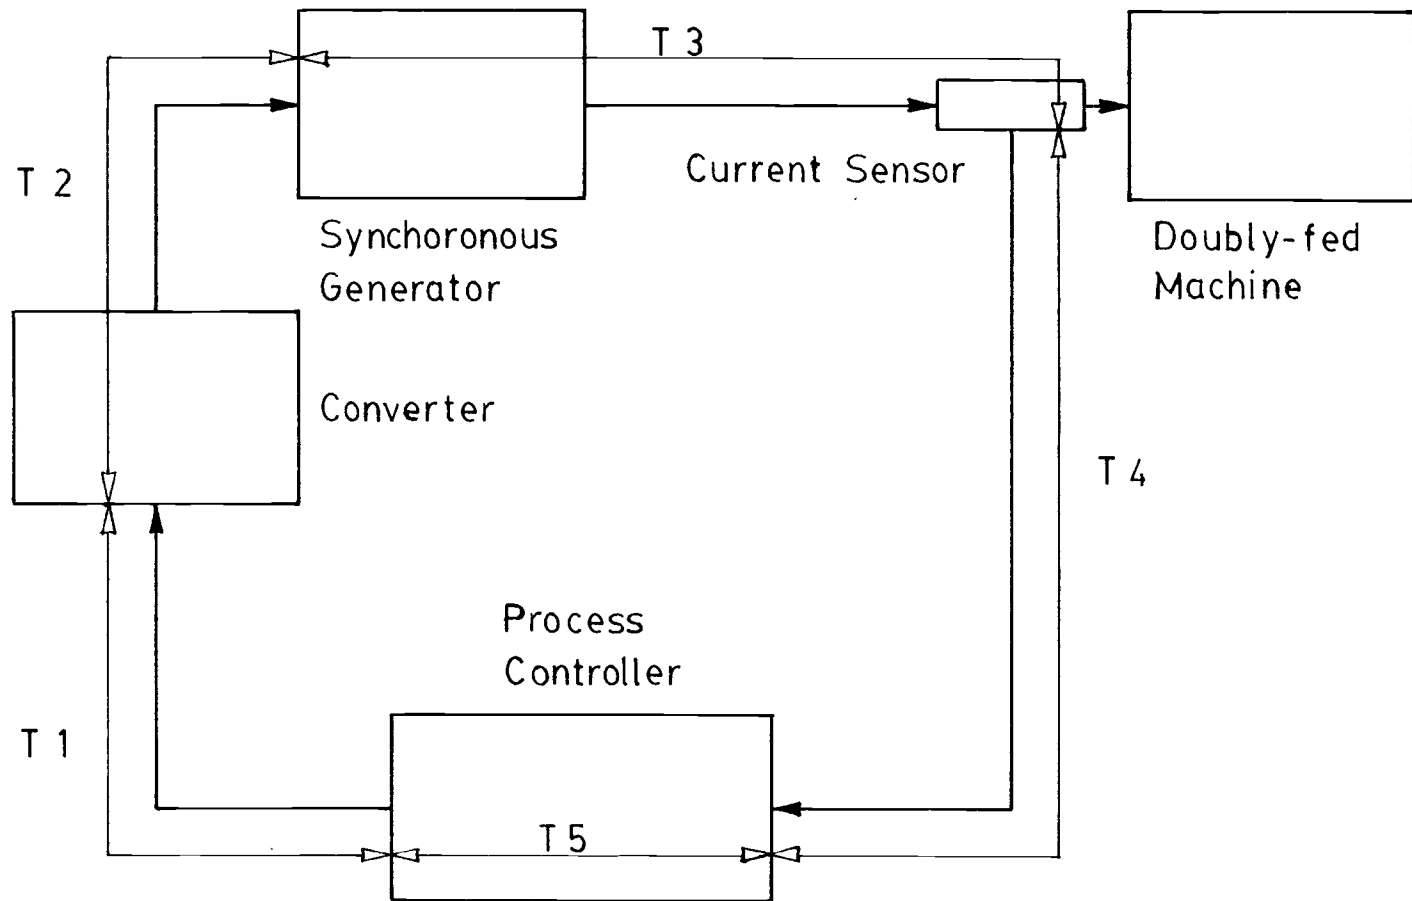 T 3
Current Sensor
T 2
Synchoronous
Generator
Doubly-fed
Machine
Converter
T 4
Process
Controller
T 1
T 5